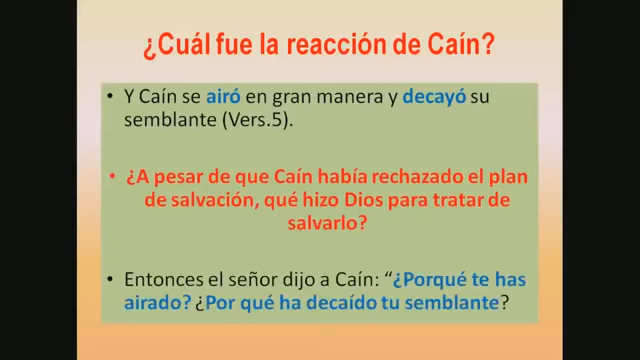 ¿Cuál fue la reacción de Caín?
• Y Caín se airó en gran manera y decayó su
semblante (Vers.5).
• ¿A pesar de que Caín había rechazado el plan
de salvación, qué hizo Dios para tratar de
salvarlo?
• Entonces el señor dijo a Caín: “¿Porqué te has
airado? ¿Por qué ha decaído tu semblante?